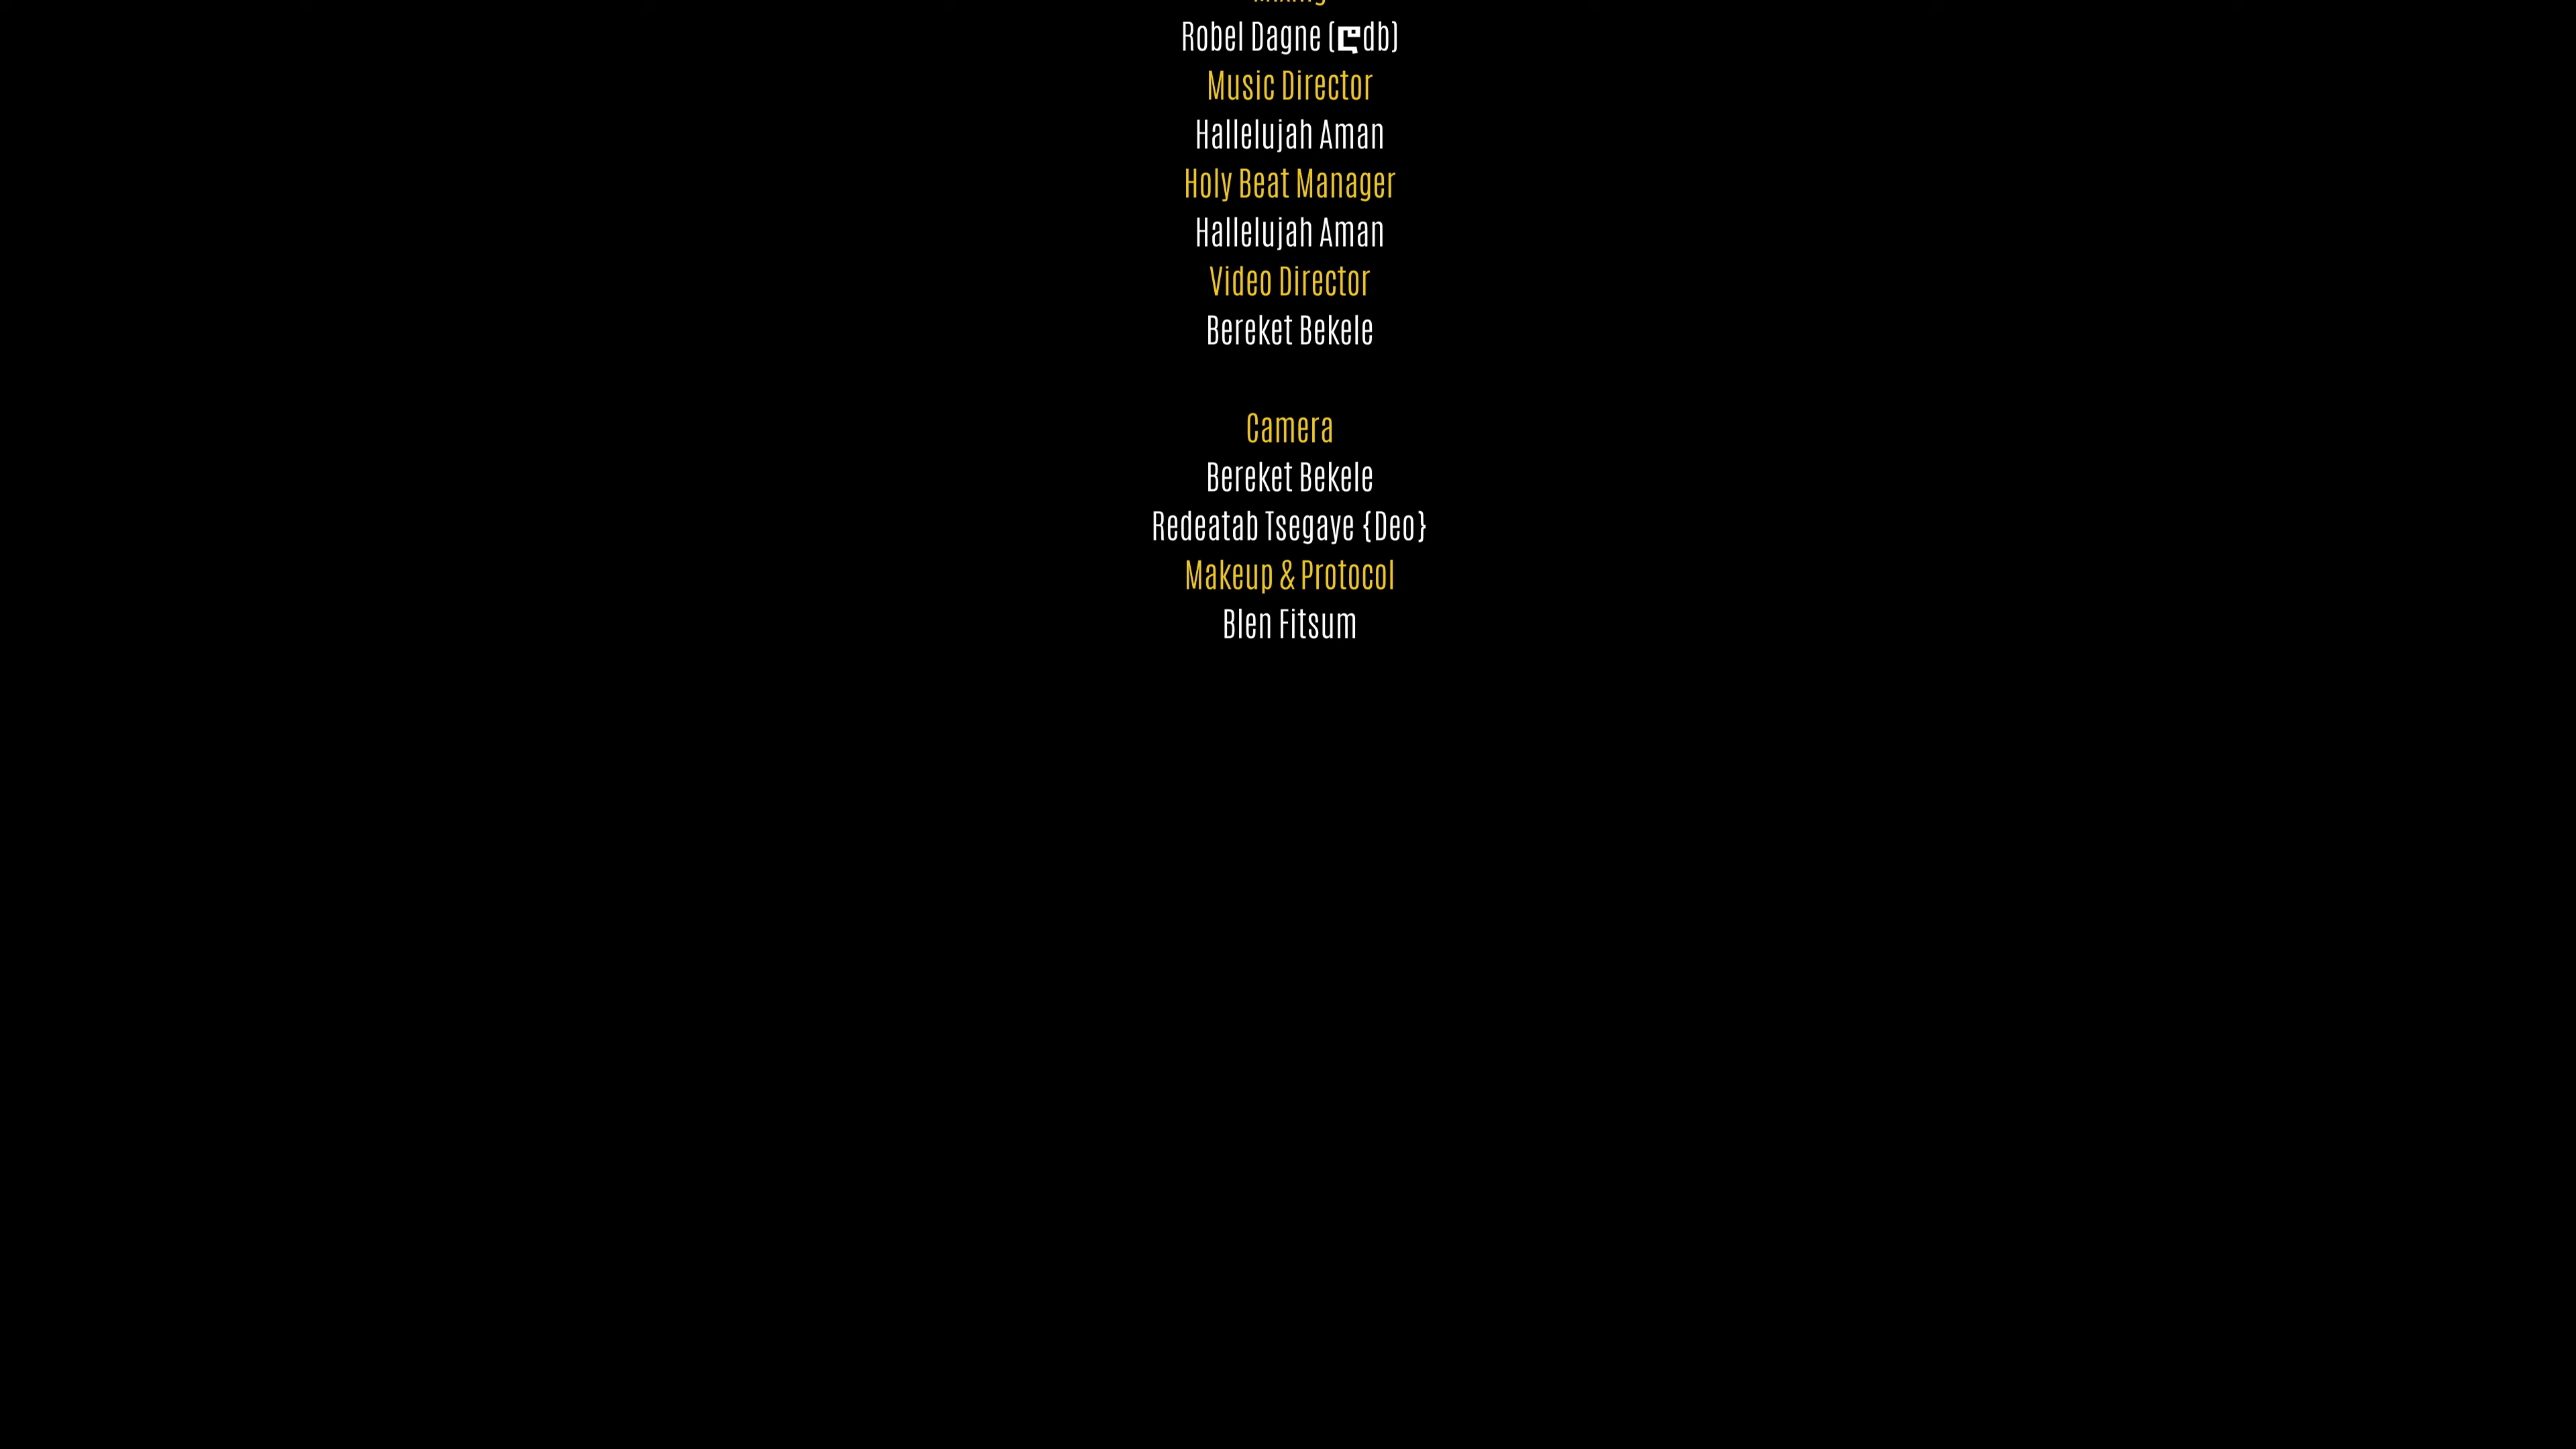 Robel Dagne (ሮdb)
Music Director
Hallelujah Aman
Holy Beat Manager
Hallelujah Aman
Video Director
Bereket Bekele
Camera
Bereket Bekele
Redeatab Tsegaye {Deo}
Makeup & Protocol
Blen Fitsum